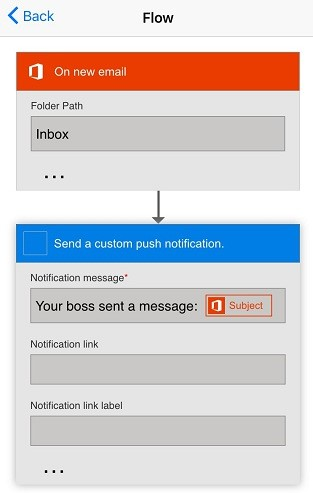 Back
Flow
On new email
Folder Path
Inbox
...
Send a custom push notification.
Notification message*
Your boss sent a message: Subject
Notification link
Notification link label
...